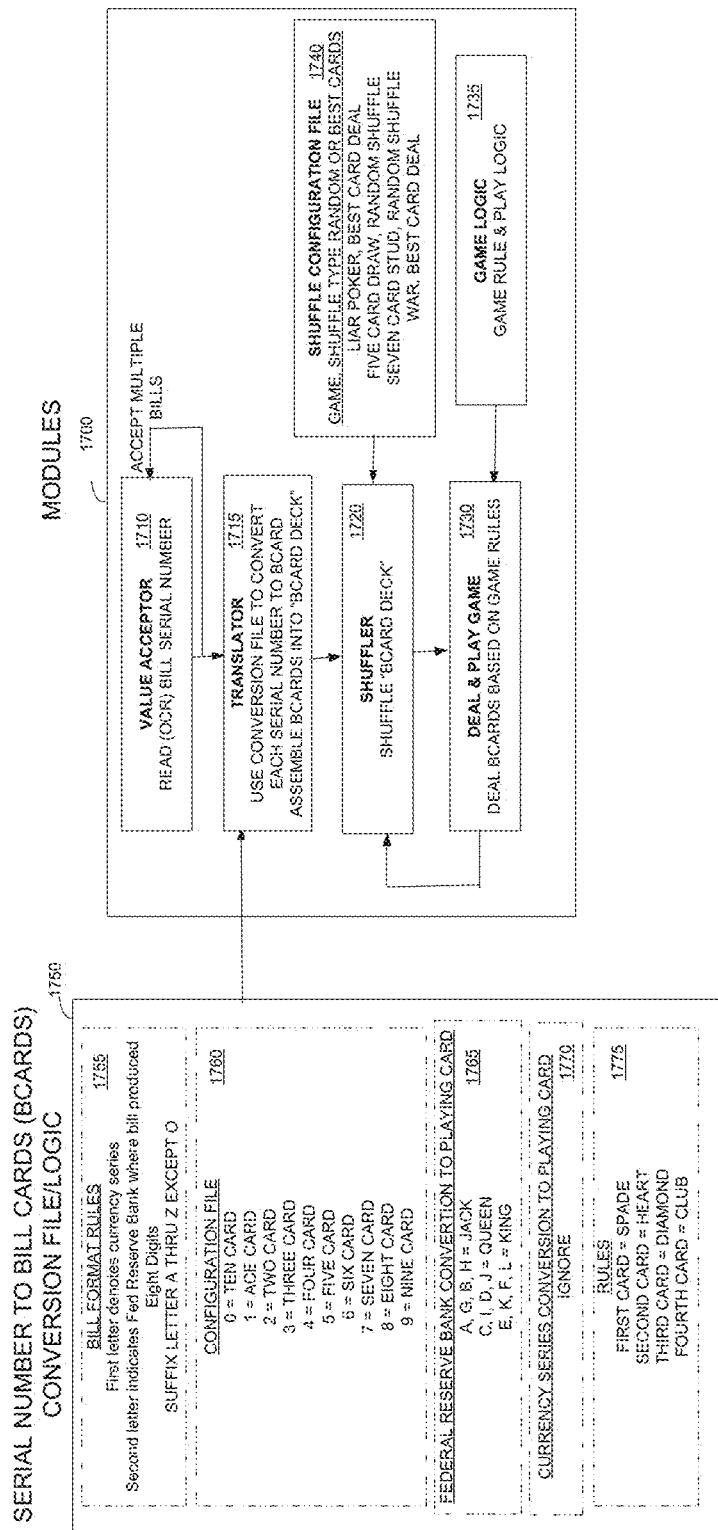 SERIAL NUMBER TO BILL CARDS (BCARDS)
CONVERSION FILE/LOGIC
1750
BILL FORMAT RULES
1755
First letter denotes currency series
Second letter indicates Fed Reserve Bank where bill produced
Eight Digits
SUFFIX LETTER A THRU Z EXCEPT O
CONFIGURATION FILE
1760
0 = TEN CARD
1 = ACE CARD
2 = TWO CARD
3 = THREE CARD
4 = FOUR CARD
5 = FIVE CARD
6 = SIX CARD
7 = SEVEN CARD
8 = EIGHT CARD
9 = NINE CARD
FEDERAL RESERVE BANK CONVERTION TO PLAYING CARD
1765
A, G, B, H = JACK
C, I, D, J = QUEEN
E, K, F, L = KING
CURRENCY SERIES CONVERSION TO PLAYING CARD
IGNORE
1770
RULES
1775
FIRST CARD = SPADE
SECOND CARD = HEART
THIRD CARD = DIAMOND
FOURTH CARD = CLUB
MODULES
1700
VALUE ACCEPTOR 1710
READ (OCR) BILL SERIAL NUMBER
ACCEPT MULTIPLE
BILLS
TRANSLATOR 1715
USE CONVERSION FILE TO CONVERT
EACH SERIAL NUMBER TO BCARD
ASSEMBLE BCARDS INTO "BCARD DECK"
SHUFFLER 1720
SHUFFLE "BCARD DECK"
DEAL & PLAY GAME 1730
DEAL BCARDS BASED ON GAME RULES
SHUFFLE CONFIGURATION FILE 1740
GAME, SHUFFLE TYPE RANDOM OR BEST CARDS
LIAR POKER, BEST CARD DEAL
FIVE CARD DRAW, RANDOM SHUFFLE
SEVEN CARD STUD, RANDOM SHUFFLE
WAR, BEST CARD DEAL
GAME LOGIC 1735
GAME RULE & PLAY LOGIC